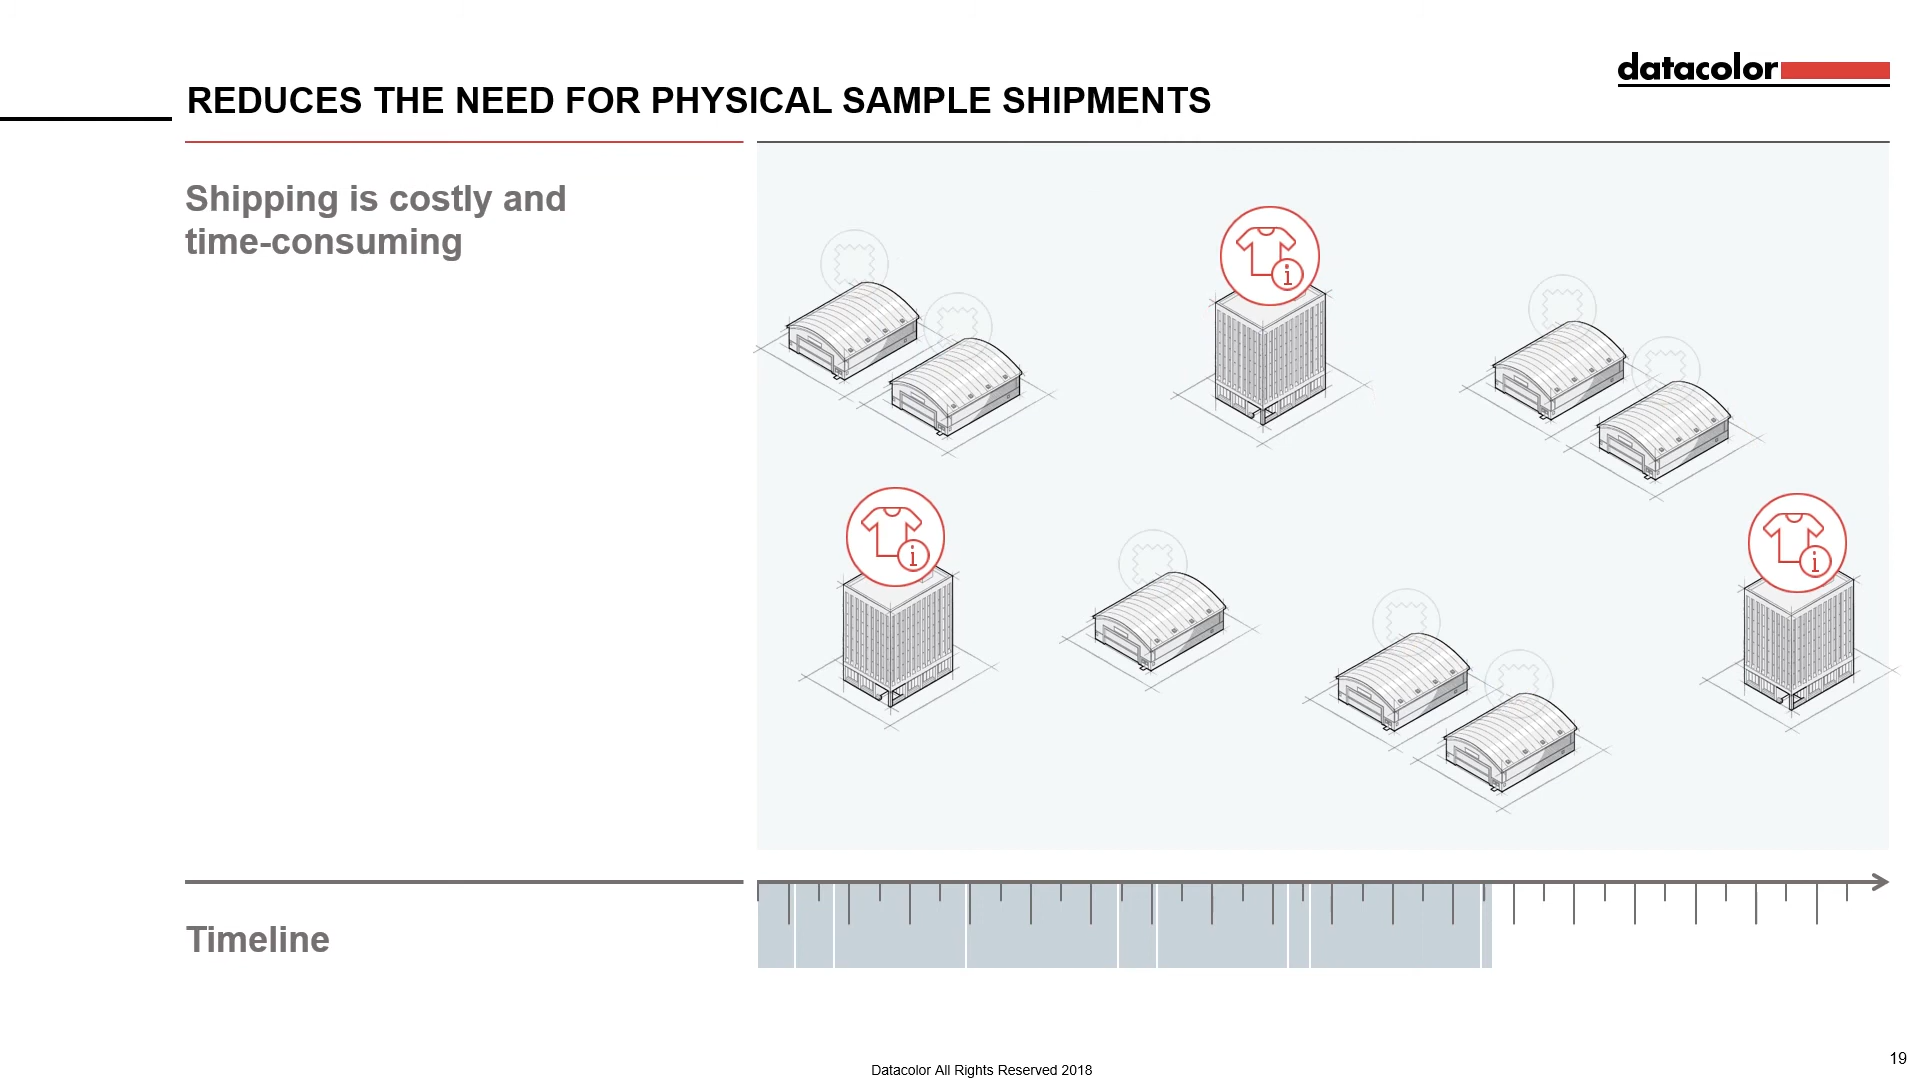 datacolor
REDUCES THE NEED FOR PHYSICAL SAMPLE SHIPMENTS
Shipping is costly and
time-consuming
i
i
i
Timeline
Datacolor All Rights Reserved 2018
19